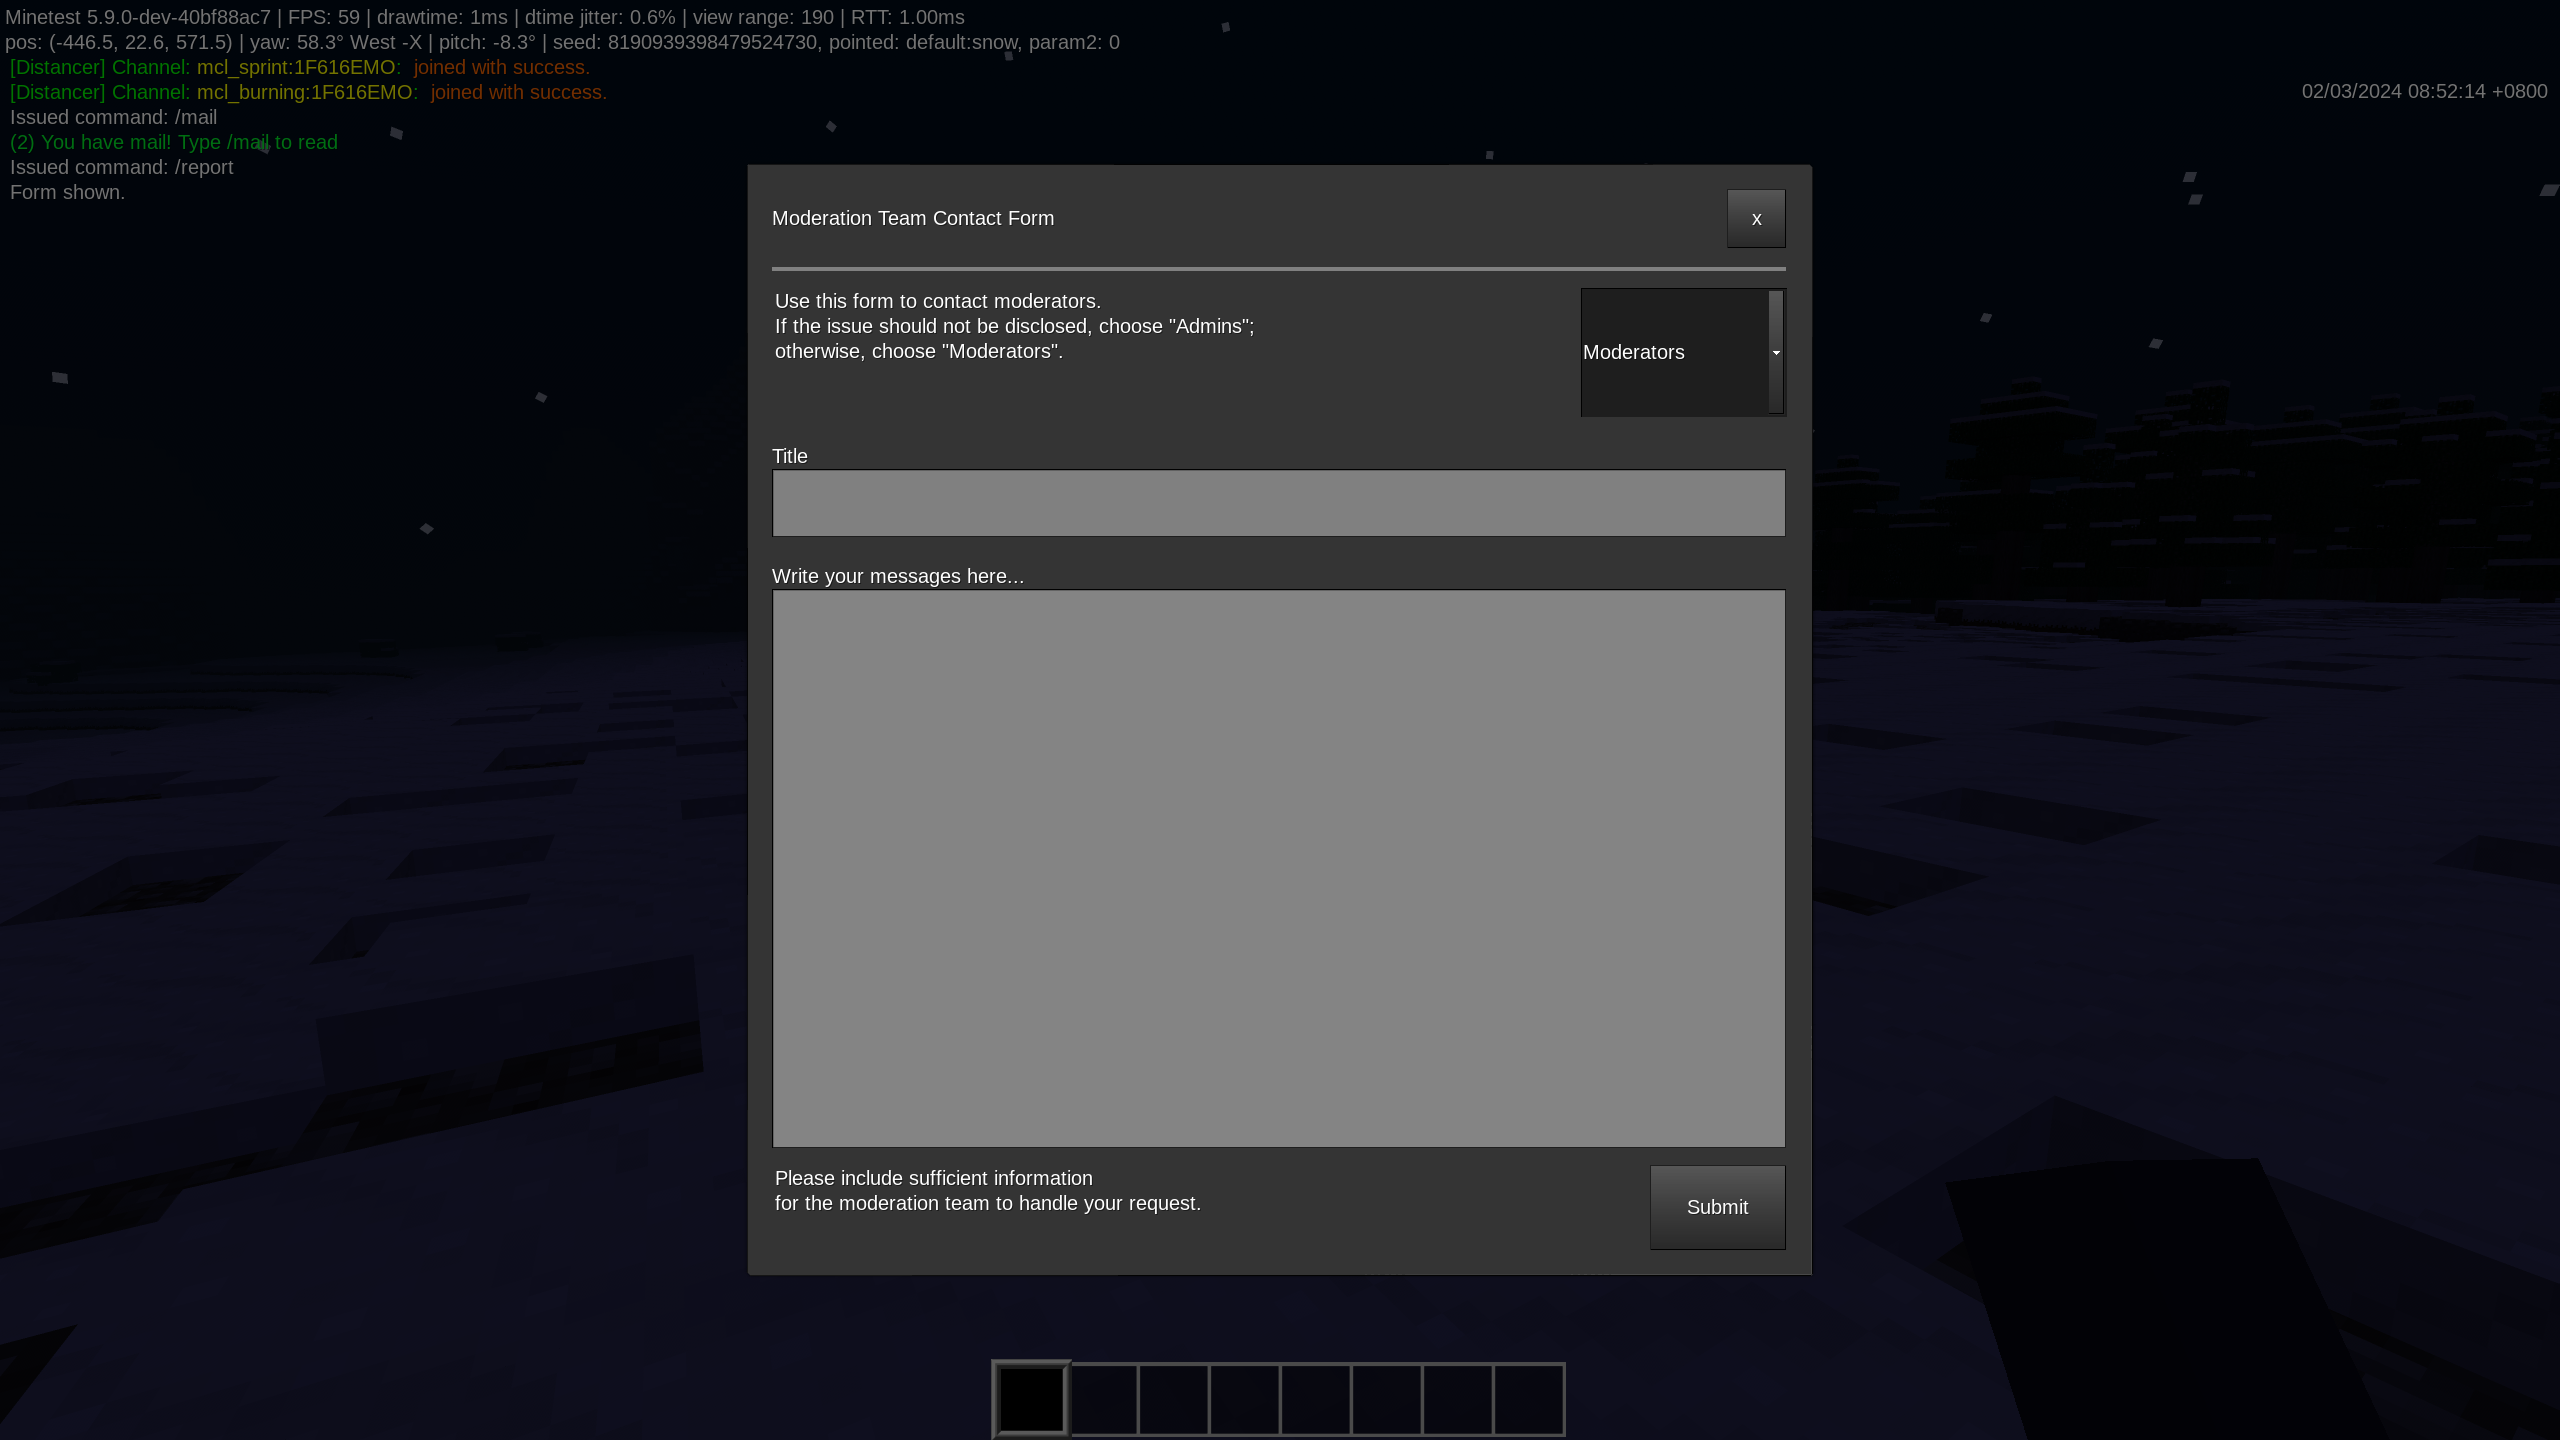 Minetest 5.9.0-dev-40bf88ac7 | FPS: 59 | drawtime: 1ms | dtime jitter: 0.6% | view range: 190 | RTT: 1.00ms
pos: (-446.5, 22.6, 571.5) | yaw: 58.3° West -X | pitch: -8.3° | seed: 8190939398479524730, pointed: default:snow, param2: 0
[Distancer] Channel: mcl_sprint:1F616EMO: joined with success.
[Distancer] Channel: mcl_burning:1F616EMO: joined with success.
02/03/2024 08:52:14 +0800
Issued command: /mail
(2) You have mail! Type /mail to read
Issued command: /report
Form shown.
Moderation Team Contact Form
x
Use this form to contact moderators.
If the issue should not be disclosed, choose "Admins";
otherwise, choose "Moderators".
Moderators
Title
Write your messages here...
Please include sufficient information
for the moderation team to handle your request.
Submit